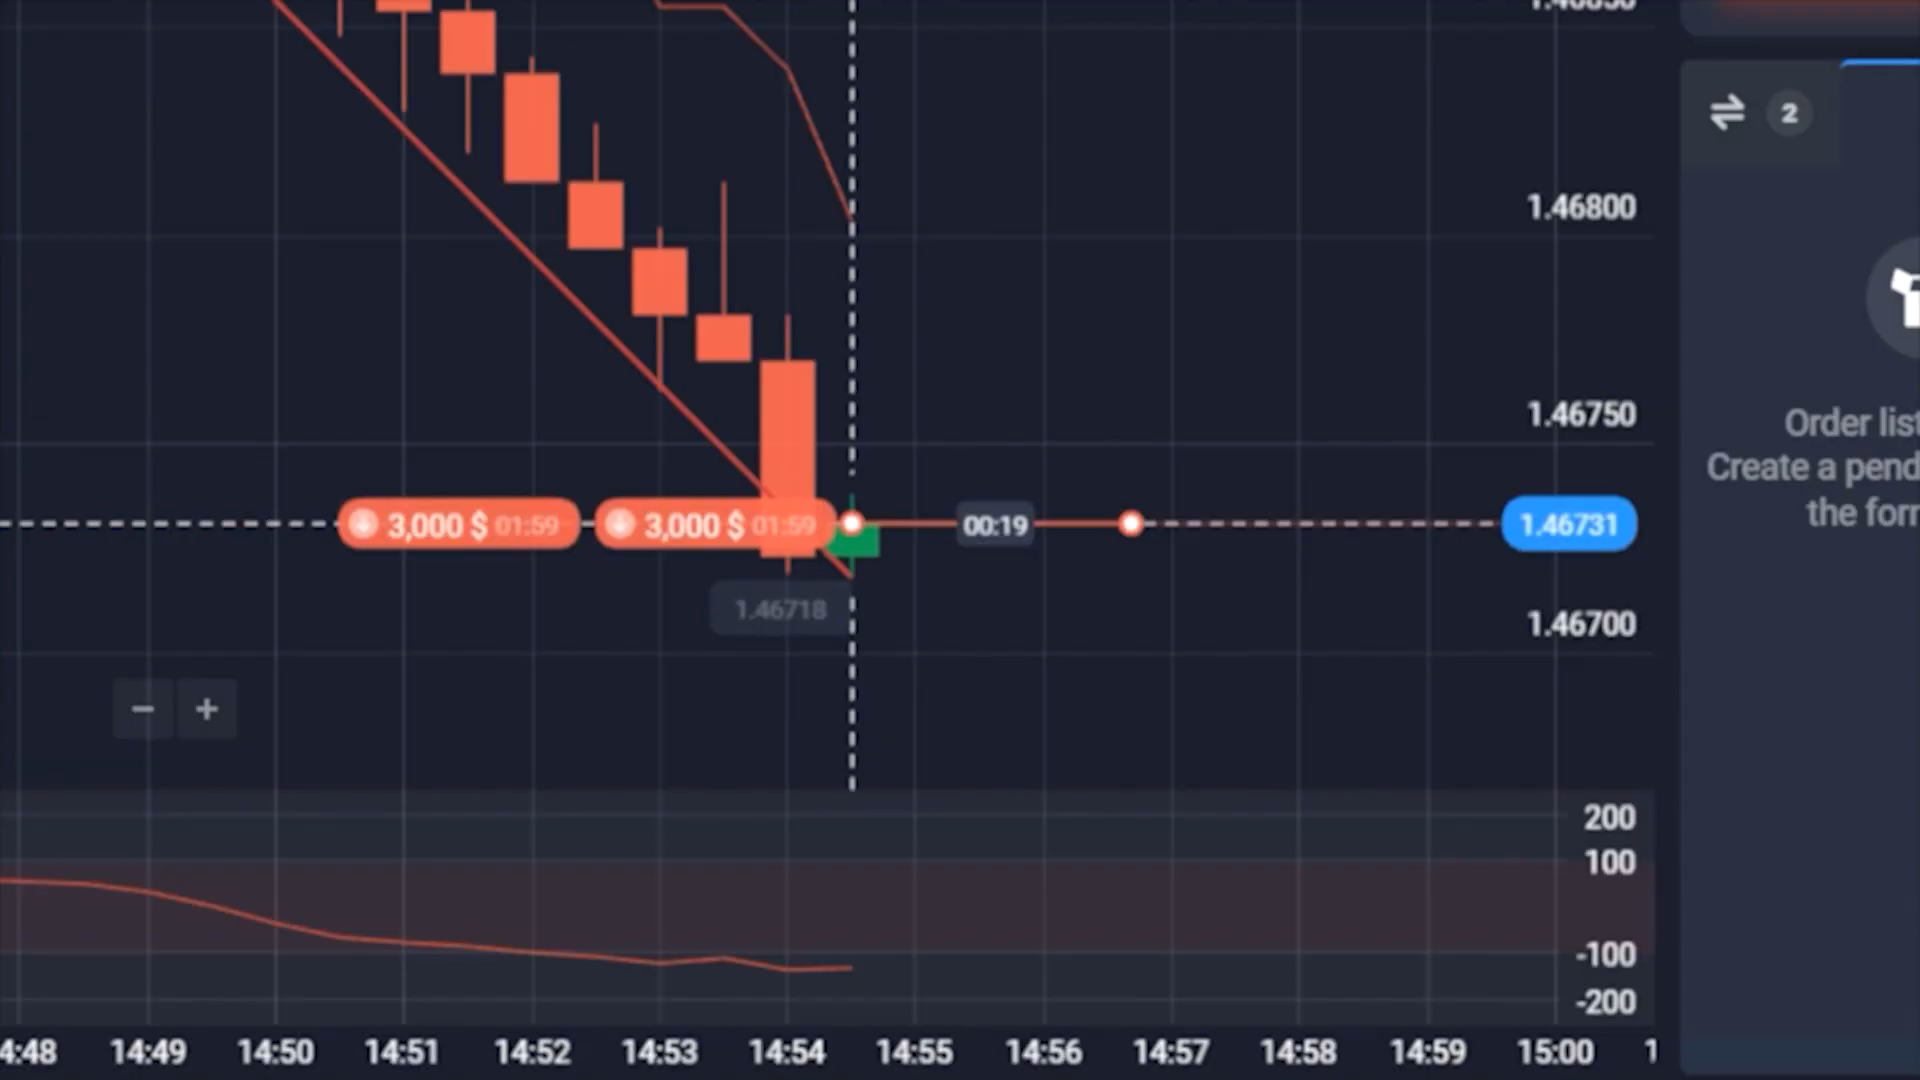 1.46850
2
1.46800
1.46750
Order list
Create a pend
the form
3,000 $ 01:59
3,000 $ 01:59
00:19
1.46731
1.46718
1.46700
− +
200
100
-100
-200
4:48 14:49 14:50 14:51 14:52 14:53 14:54 14:55 14:56 14:57 14:58 14:59 15:00 1